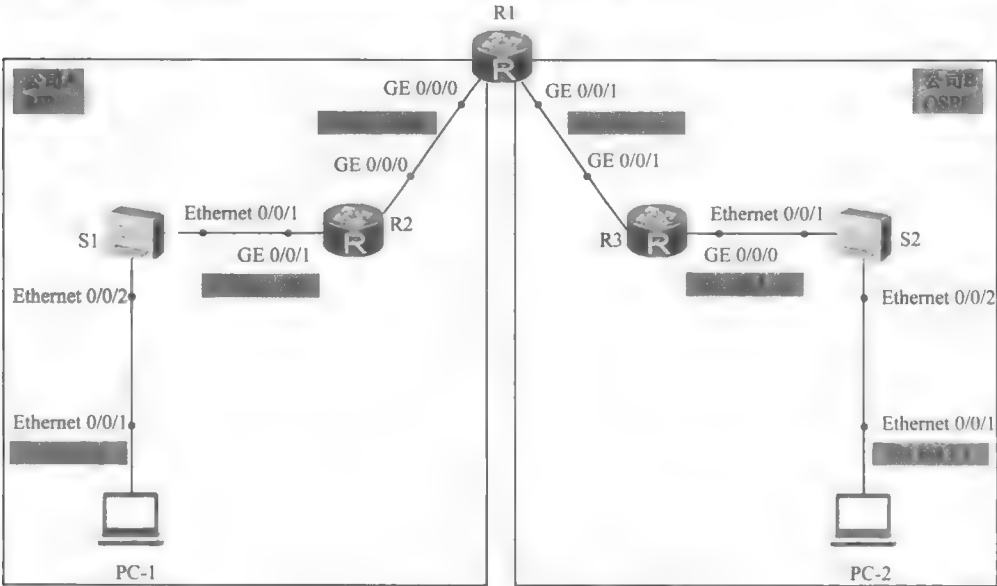 R1
公司A
公司B
OSPF
GE 0/0/0
GE 0/0/1
GE 0/0/0
GE 0/0/1
Ethernet 0/0/1
R2
S1
GE 0/0/1
Ethernet 0/0/1
R3
S2
GE 0/0/0
Ethernet 0/0/2
Ethernet 0/0/2
Ethernet 0/0/1
Ethernet 0/0/1
PC-1
PC-2